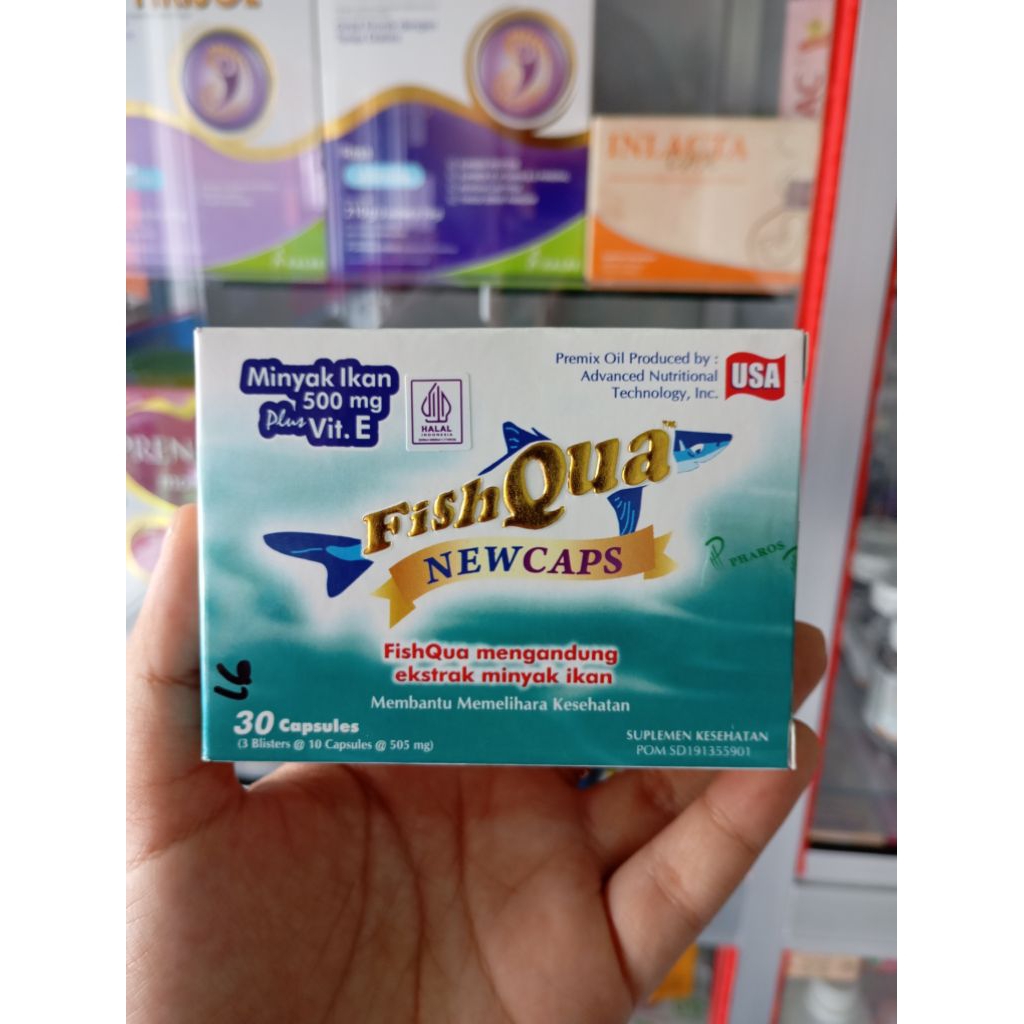 INLACTA
Minyak Ikan
500 mg
Plus Vit. E
HALAL
INDONESIA
Premix Oil Produced by :
Advanced Nutritional
Technology, Inc.
USA
FishQua
NEWCAPS
PHAROS
FishQua mengandung
ekstrak minyak ikan
Membantu Memelihara Kesehatan
16
30 Capsules
(3 Blisters @ 10 Capsules @ 505 mg)
SUPLEMEN KESEHATAN
POM SD191355901